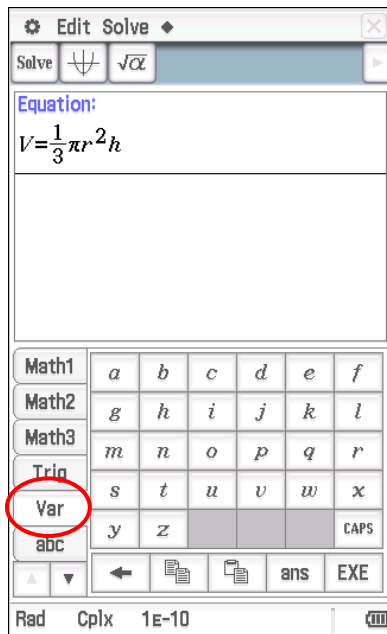 Edit Solve
Solve √α
Equation:
V=1/3πr²h
Math1 a b c d e f
Math2 g h i j k l
Math3 m n o p q r
Trig s t u v w x
Var y z CAPS
abc
ans EXE
Rad Cplx 1E-10